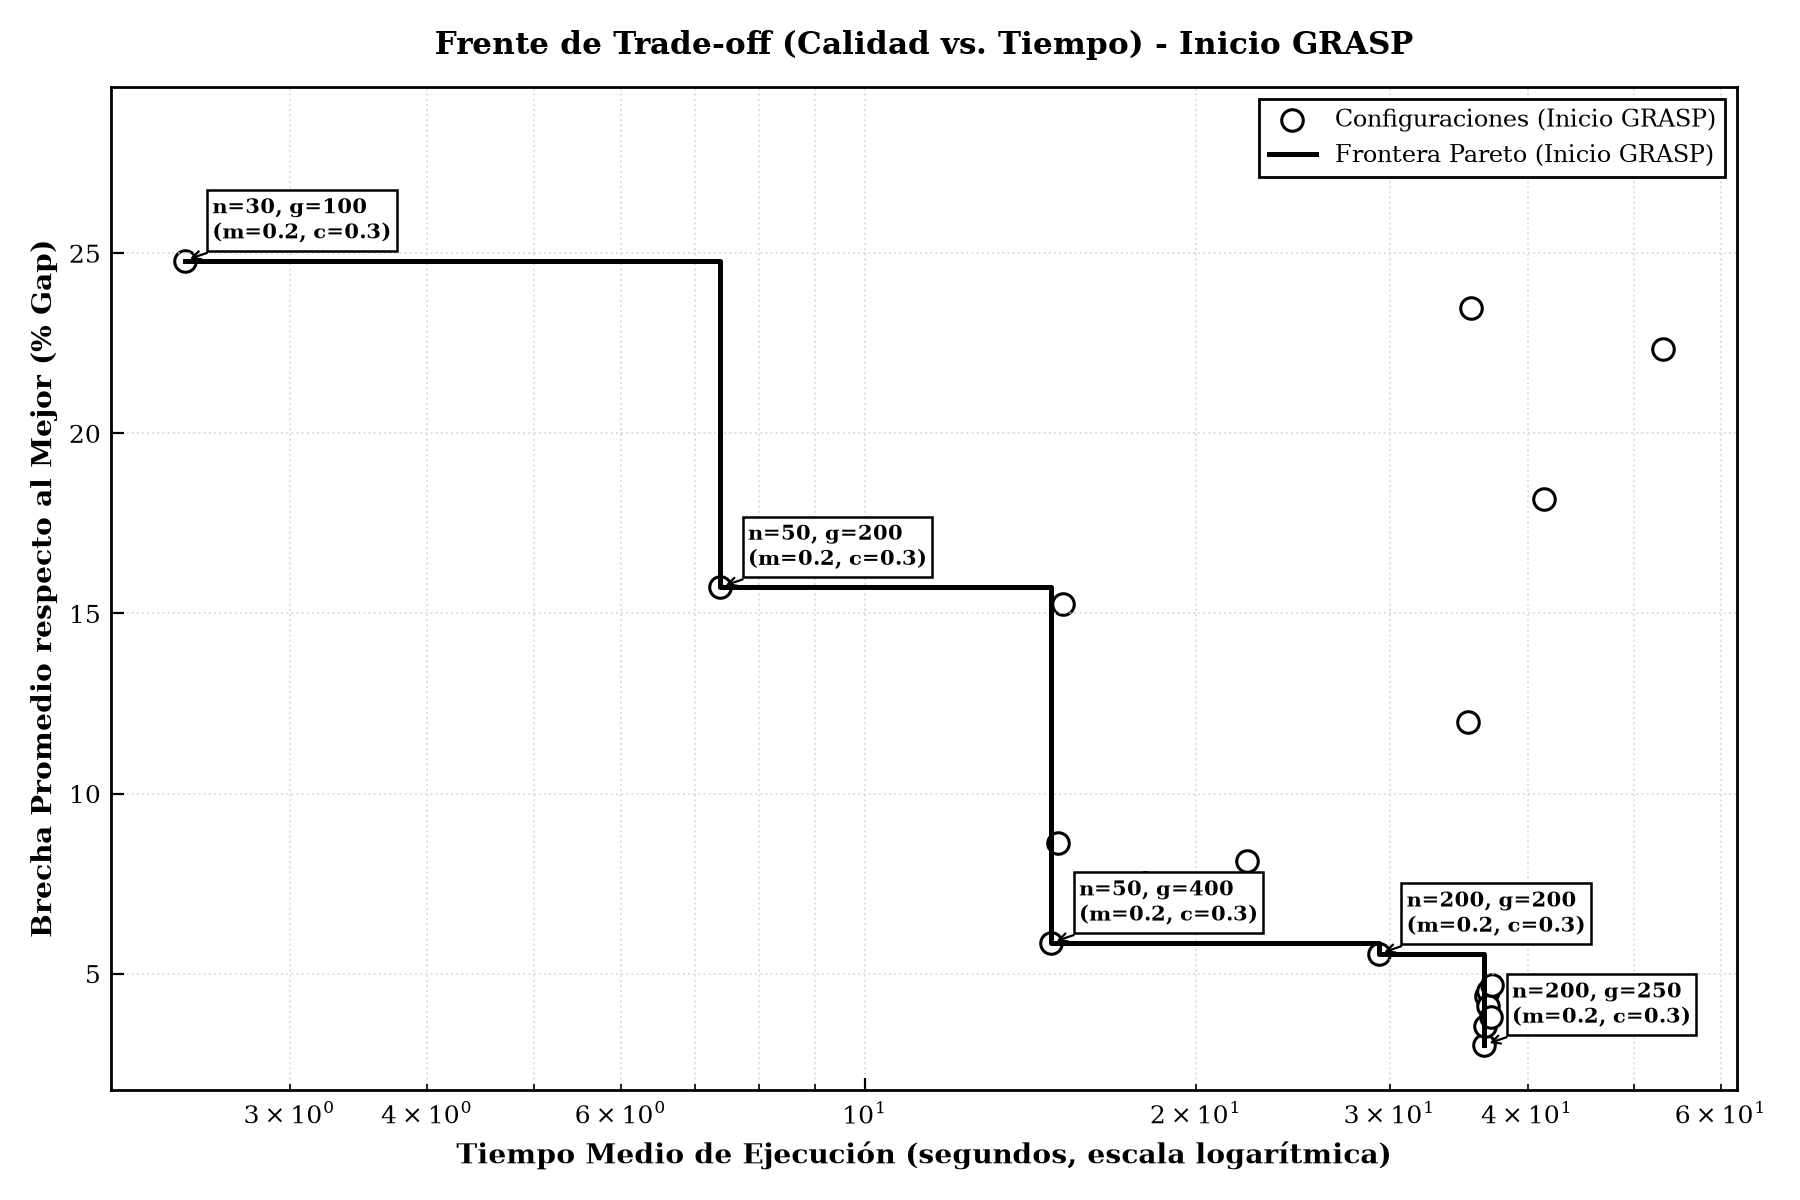 Frente de Trade-off (Calidad vs. Tiempo) - Inicio GRASP
Configuraciones (Inicio GRASP)
Frontera Pareto (Inicio GRASP)
n=30, g=100
(m=0.2, c=0.3)
n=50, g=200
(m=0.2, c=0.3)
n=50, g=400
(m=0.2, c=0.3)
n=200, g=200
(m=0.2, c=0.3)
n=200, g=250
(m=0.2, c=0.3)
Brecha Promedio respecto al Mejor (% Gap)
25
20
15
10
5
3 × 10⁰ 4 × 10⁰ 6 × 10⁰ 10¹ 2 × 10¹ 3 × 10¹ 4 × 10¹ 6 × 10¹
Tiempo Medio de Ejecución (segundos, escala logarítmica)